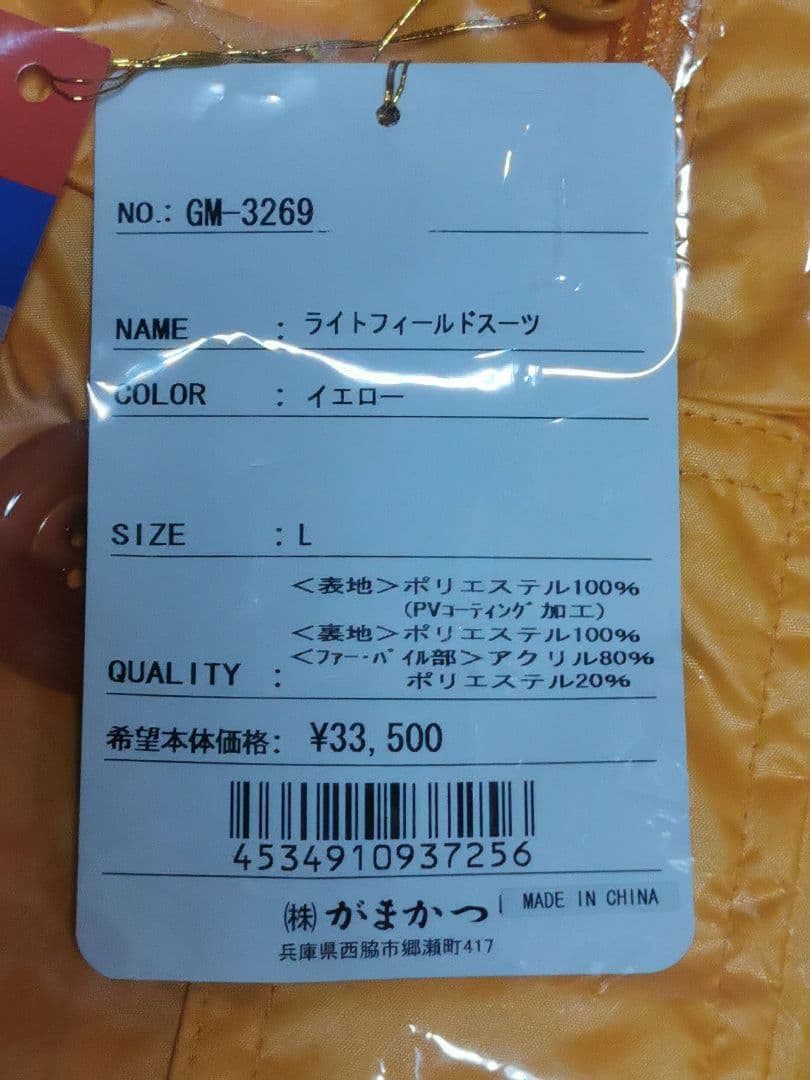 NO.: GM-3269
NAME : ライトフィールドスーツ
COLOR : イエロー
SIZE : L
<表地>ポリエステル100%
(PVコーティング加工)
<裏地>ポリエステル100%
<ファー・パイル部>アクリル80%
QUALITY : ポリエステル20%
希望本体価格: ¥33,500
4534910937256
㈱がまかつ MADE IN CHINA
兵庫県西脇市郷瀬町417